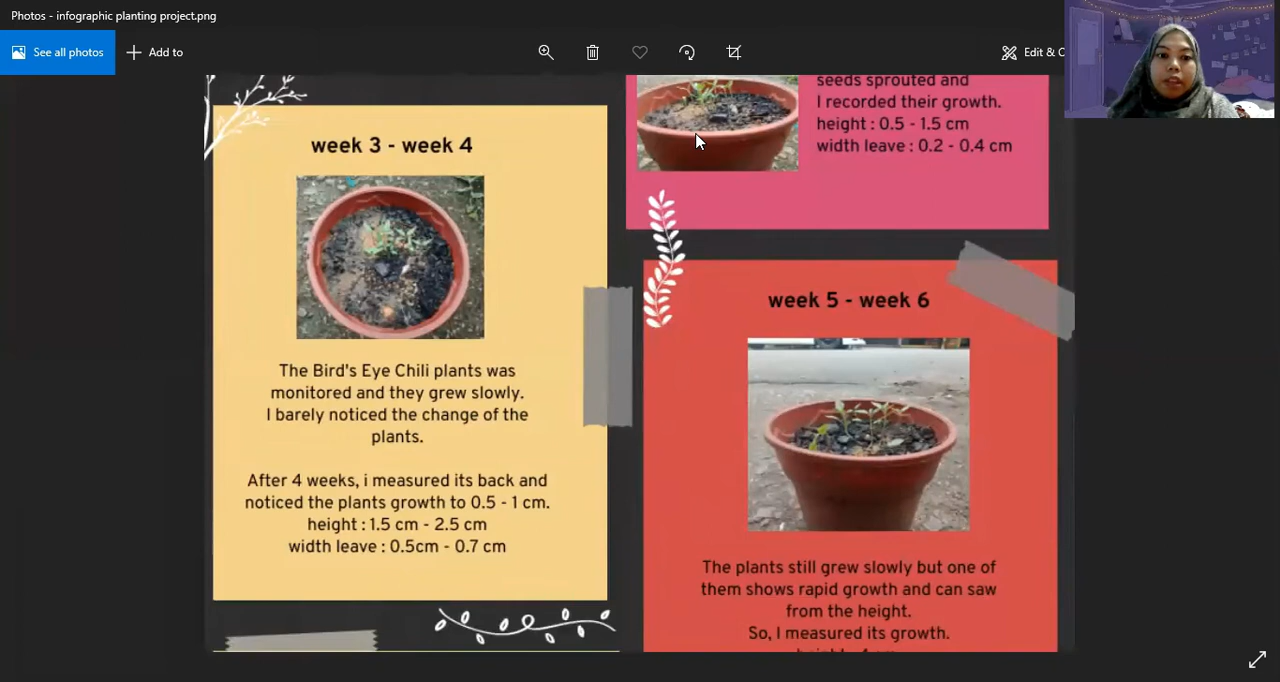 Photos - infographic planting project.png
See all photos
Add to
Edit & C
week 3 - week 4
The Bird's Eye Chili plants was
monitored and they grew slowly.
I barely noticed the change of the
plants.
After 4 weeks, i measured its back and
noticed the plants growth to 0.5 - 1 cm.
height : 1.5 cm - 2.5 cm
width leave : 0.5cm - 0.7 cm
seeds sprouted and
I recorded their growth.
height : 0.5 - 1.5 cm
width leave : 0.2 - 0.4 cm
week 5 - week 6
The plants still grew slowly but one of
them shows rapid growth and can saw
from the height.
So, I measured its growth.